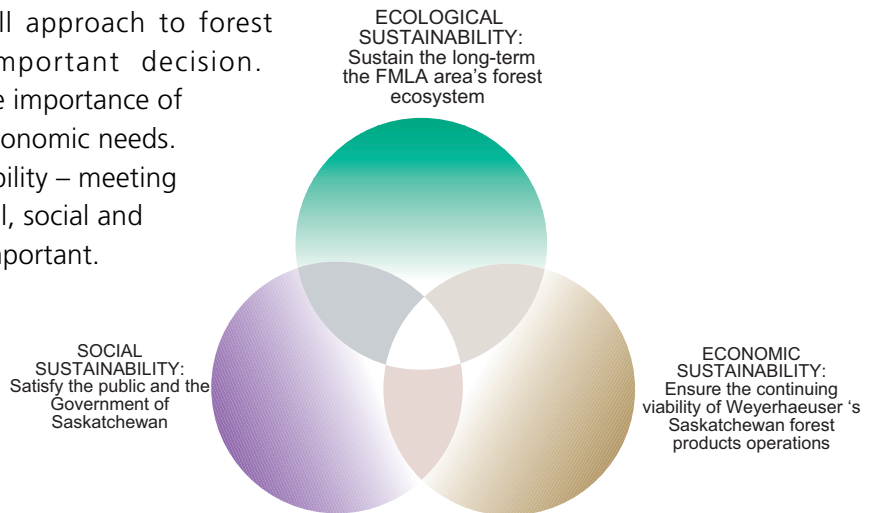 ll approach to forest
mportant decision.
e importance of
onomic needs.
bility – meeting
l, social and
mportant.
ECOLOGICAL
SUSTAINABILITY:
Sustain the long-term
the FMLA area's forest
ecosystem
SOCIAL
SUSTAINABILITY:
Satisfy the public and the
Government of
Saskatchewan
ECONOMIC
SUSTAINABILITY:
Ensure the continuing
viability of Weyerhaeuser ‘s
Saskatchewan forest
products operations